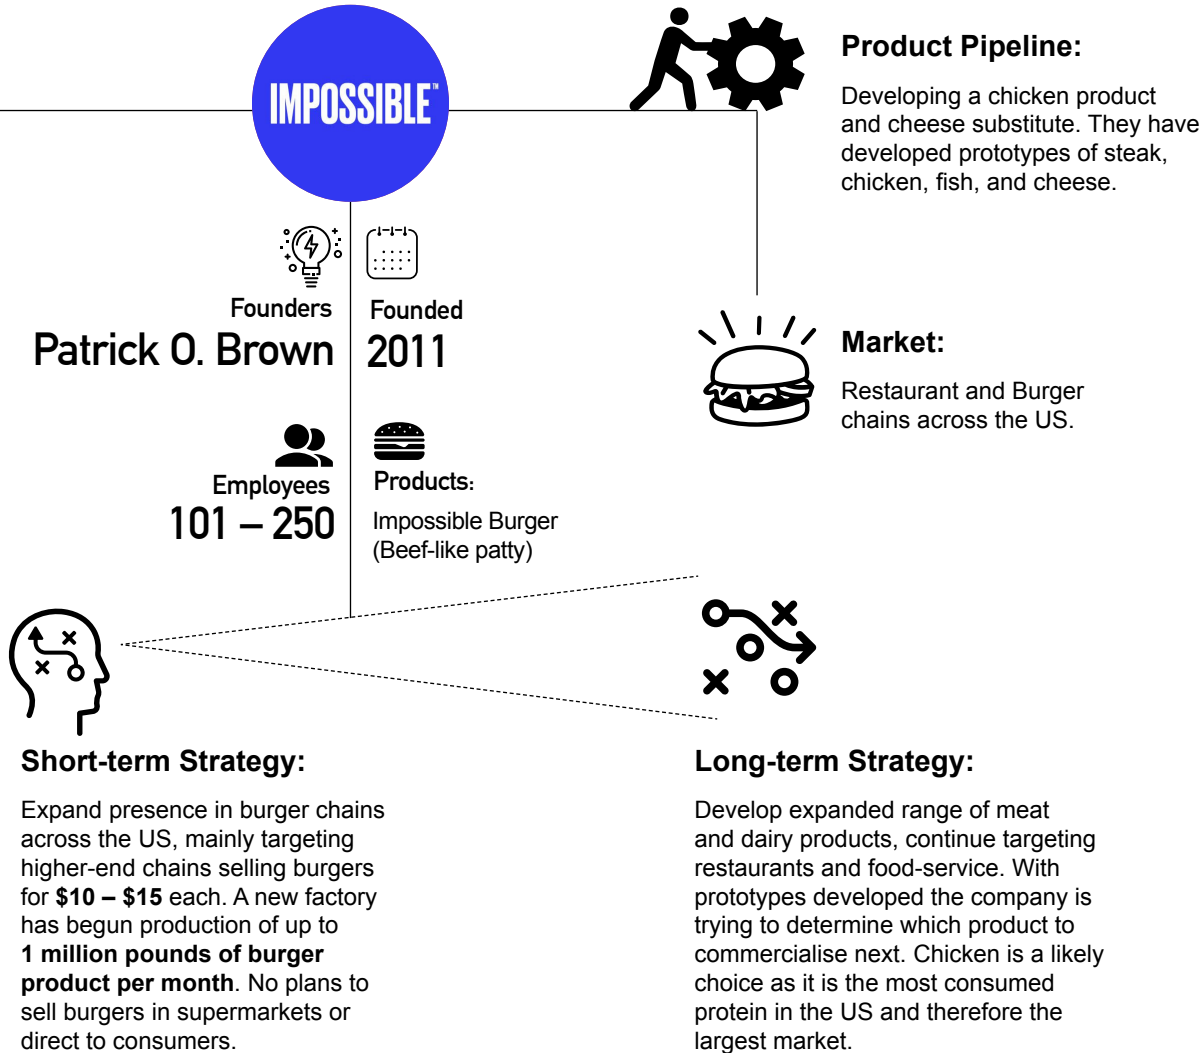 IMPOSSIBLE™
Product Pipeline:
Developing a chicken product
and cheese substitute. They have
developed prototypes of steak,
chicken, fish, and cheese.
Founders
Patrick O. Brown
Founded
2011
Market:
Restaurant and Burger
chains across the US.
Employees
101 – 250
Products:
Impossible Burger
(Beef-like patty)
Short-term Strategy:
Expand presence in burger chains
across the US, mainly targeting
higher-end chains selling burgers
for $10 – $15 each. A new factory
has begun production of up to
1 million pounds of burger
product per month. No plans to
sell burgers in supermarkets or
direct to consumers.
Long-term Strategy:
Develop expanded range of meat
and dairy products, continue targeting
restaurants and food-service. With
prototypes developed the company is
trying to determine which product to
commercialise next. Chicken is a likely
choice as it is the most consumed
protein in the US and therefore the
largest market.